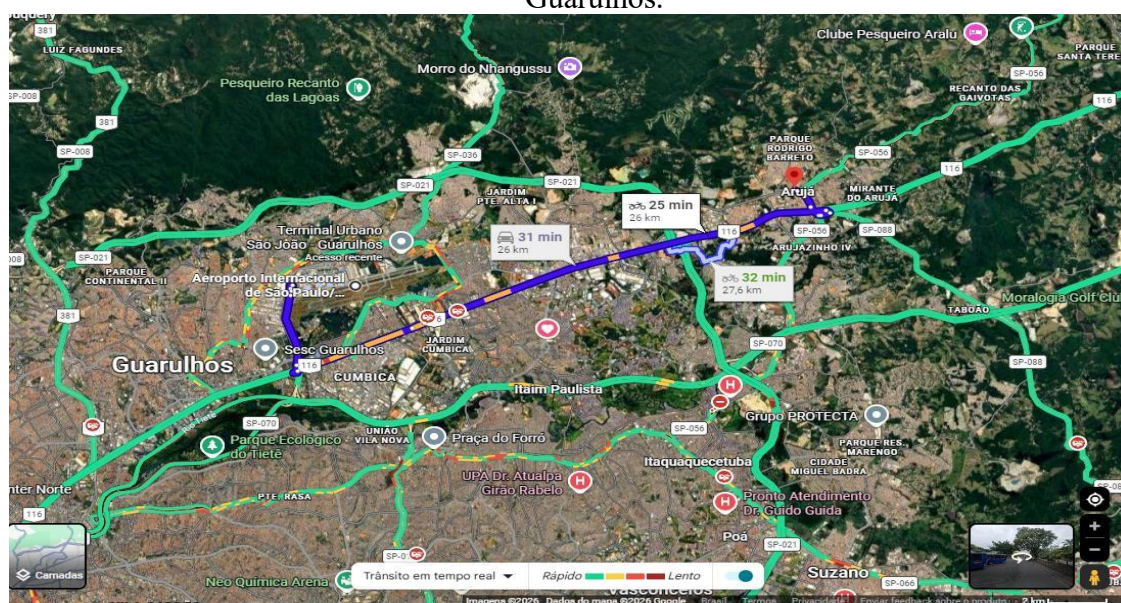 Guarulhos.
381
LUIZ FAGUNDES
Clube Pesqueiro Aralu
PARQUE
SP-056
Pesqueiro Recanto
das Lagoas
Morro do Nhangussu
RECANTO DAS
GAIVOTAS
116
SP-008
381
SP-008
PARQUE
RODRIGO
BARRETO
SP-056
116
SP-036
SP-021
SP-021
JARDIM
PTE. ALTA I
Arujá
MIRANTE
DO ARUJÁ
25 min
26 km
31 min
26 km
116
SP-056
SP-088
ARUJAZINHO IV
Terminal Urbano
São João - Guarulhos
Acesso recente
SP-021
PARQUE
CONTINENTAL II
Aeroporto Internacional
de São Paulo/...
32 min
27,6 km
Moralogia Golf Clu
TABOÃO
381
JARDIM
CUMBICA
SP-070
Sesc Guarulhos
Guarulhos
116
CUMBICA
SP-088
Itaim Paulista
Rio Tietê
SP-070
UNIÃO
VILA NOVA
Praça do Forró
Parque Ecológico
do Tietê
SP-056
Grupo PROTECTA
PARQUE RES.
MARENGO
Itaquaquecetuba
CIDADE
MIGUEL BADRA
UPA Dr. Atualpa
Girão Rabelo
PTE. RASA
nter Norte
116
Pronto Atendimento
Dr. Guido Guida
Poá
SP-021
Camadas
Neo Química Arena
Trânsito em tempo real
Rápido
Lento
Suzano
SP-066
Vasconcelos
Imagens ©2026 Dados do mapa ©2026 Google Brasil Termos Privacidade Enviar feedback sobre o produto 2 km